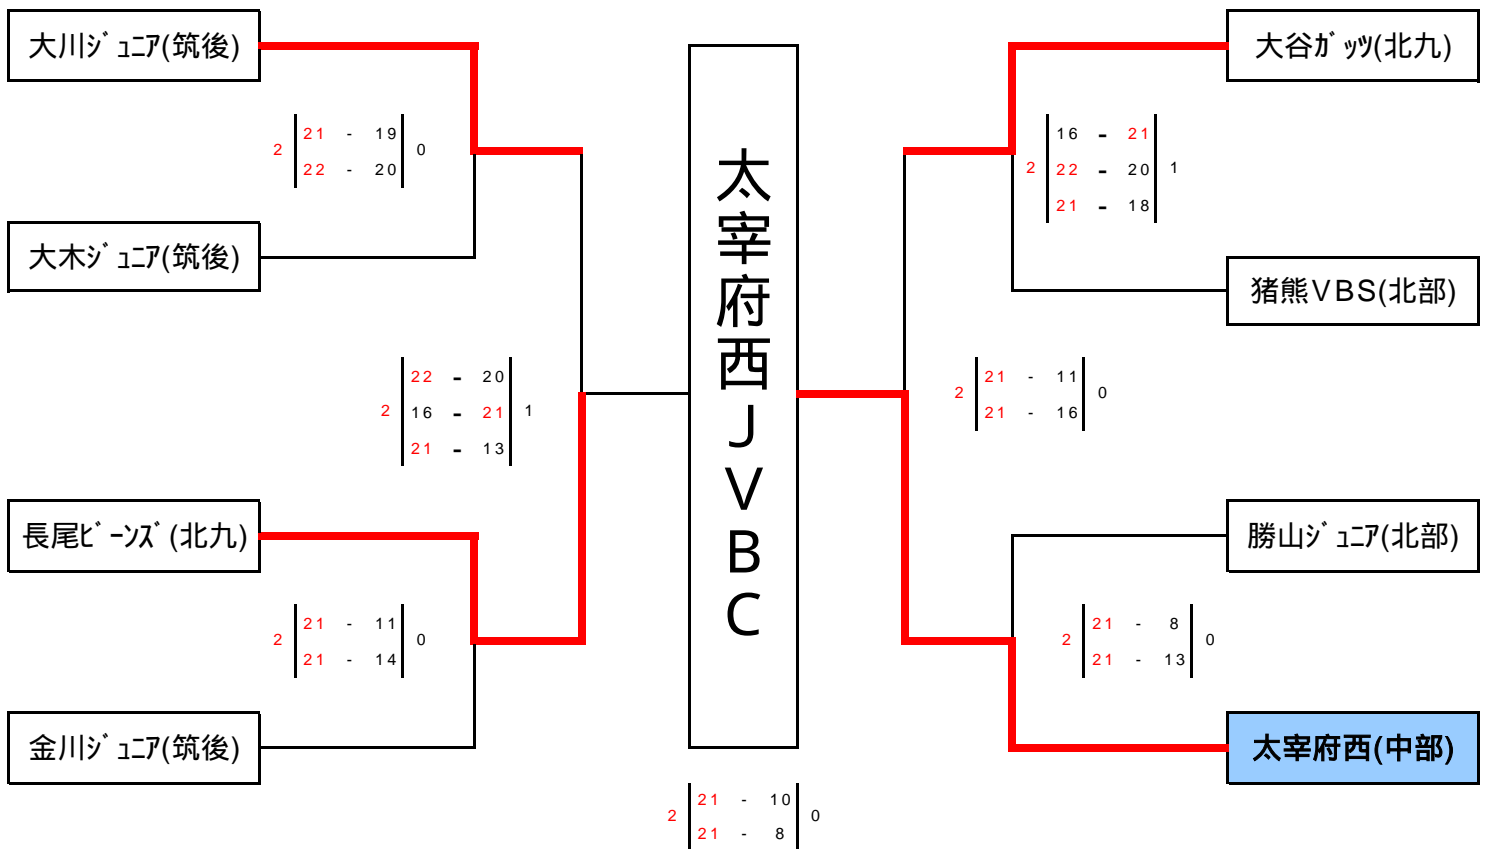 大川ｼﾞｭﾆｱ(筑後)
2 21 - 19 0
22 - 20
大木ｼﾞｭﾆｱ(筑後)
22 - 20
2 16 - 21 1
21 - 13
長尾ﾋﾞｰﾝｽﾞ(北九)
2 21 - 11 0
21 - 14
金川ｼﾞｭﾆｱ(筑後)
太宰府西ＪＶＢＣ
2 21 - 10 0
21 - 8
大谷ｶﾞｯﾂ(北九)
16 - 21
2 22 - 20 1
21 - 18
猪熊ＶＢＳ(北部)
2 21 - 11 0
21 - 16
勝山ｼﾞｭﾆｱ(北部)
2 21 - 8 0
21 - 13
太宰府西(中部)